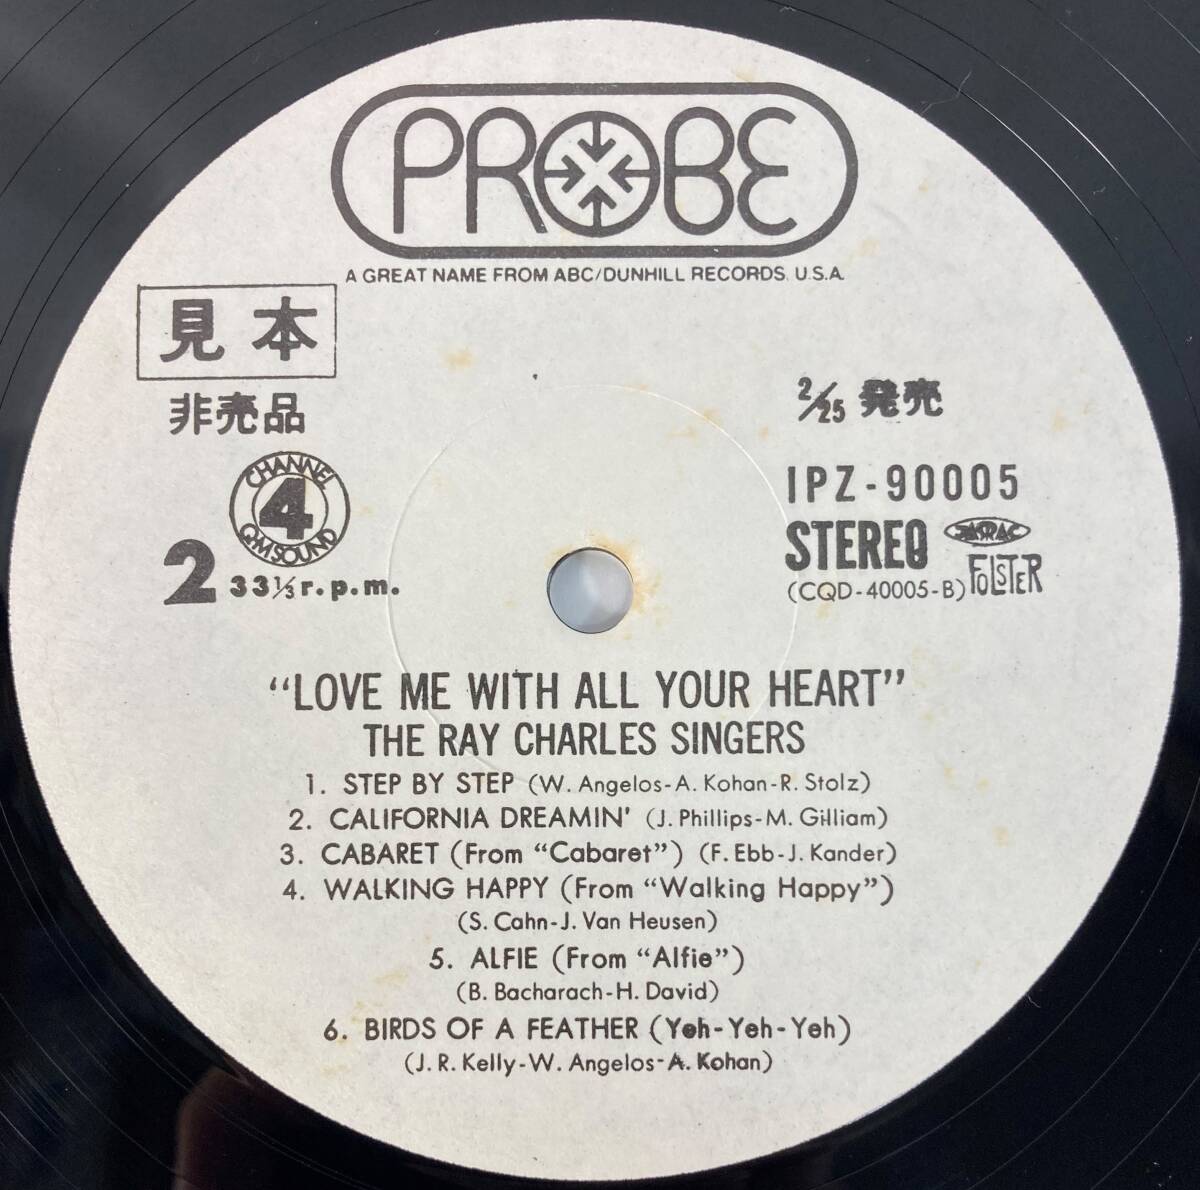 PROBE
A GREAT NAME FROM ABC/DUNHILL RECORDS. U.S.A.
見本
非売品
2/25 発売
CHANNEL
4
QM SOUND
IPZ-90005
2
33⅓ r.p.m.
STEREO
JASRAC
(CQD-40005-B)
FOLSTER
"LOVE ME WITH ALL YOUR HEART"
THE RAY CHARLES SINGERS
1. STEP BY STEP (W. Angelos-A. Kohan-R. Stolz)
2. CALIFORNIA DREAMIN' (J. Phillips-M. Gilliam)
3. CABARET (From "Cabaret") (F. Ebb-J. Kander)
4. WALKING HAPPY (From "Walking Happy")
(S. Cahn-J. Van Heusen)
5. ALFIE (From "Alfie")
(B. Bacharach-H. David)
6. BIRDS OF A FEATHER (Yeh-Yeh-Yeh)
(J. R. Kelly-W. Angelos-A. Kohan)